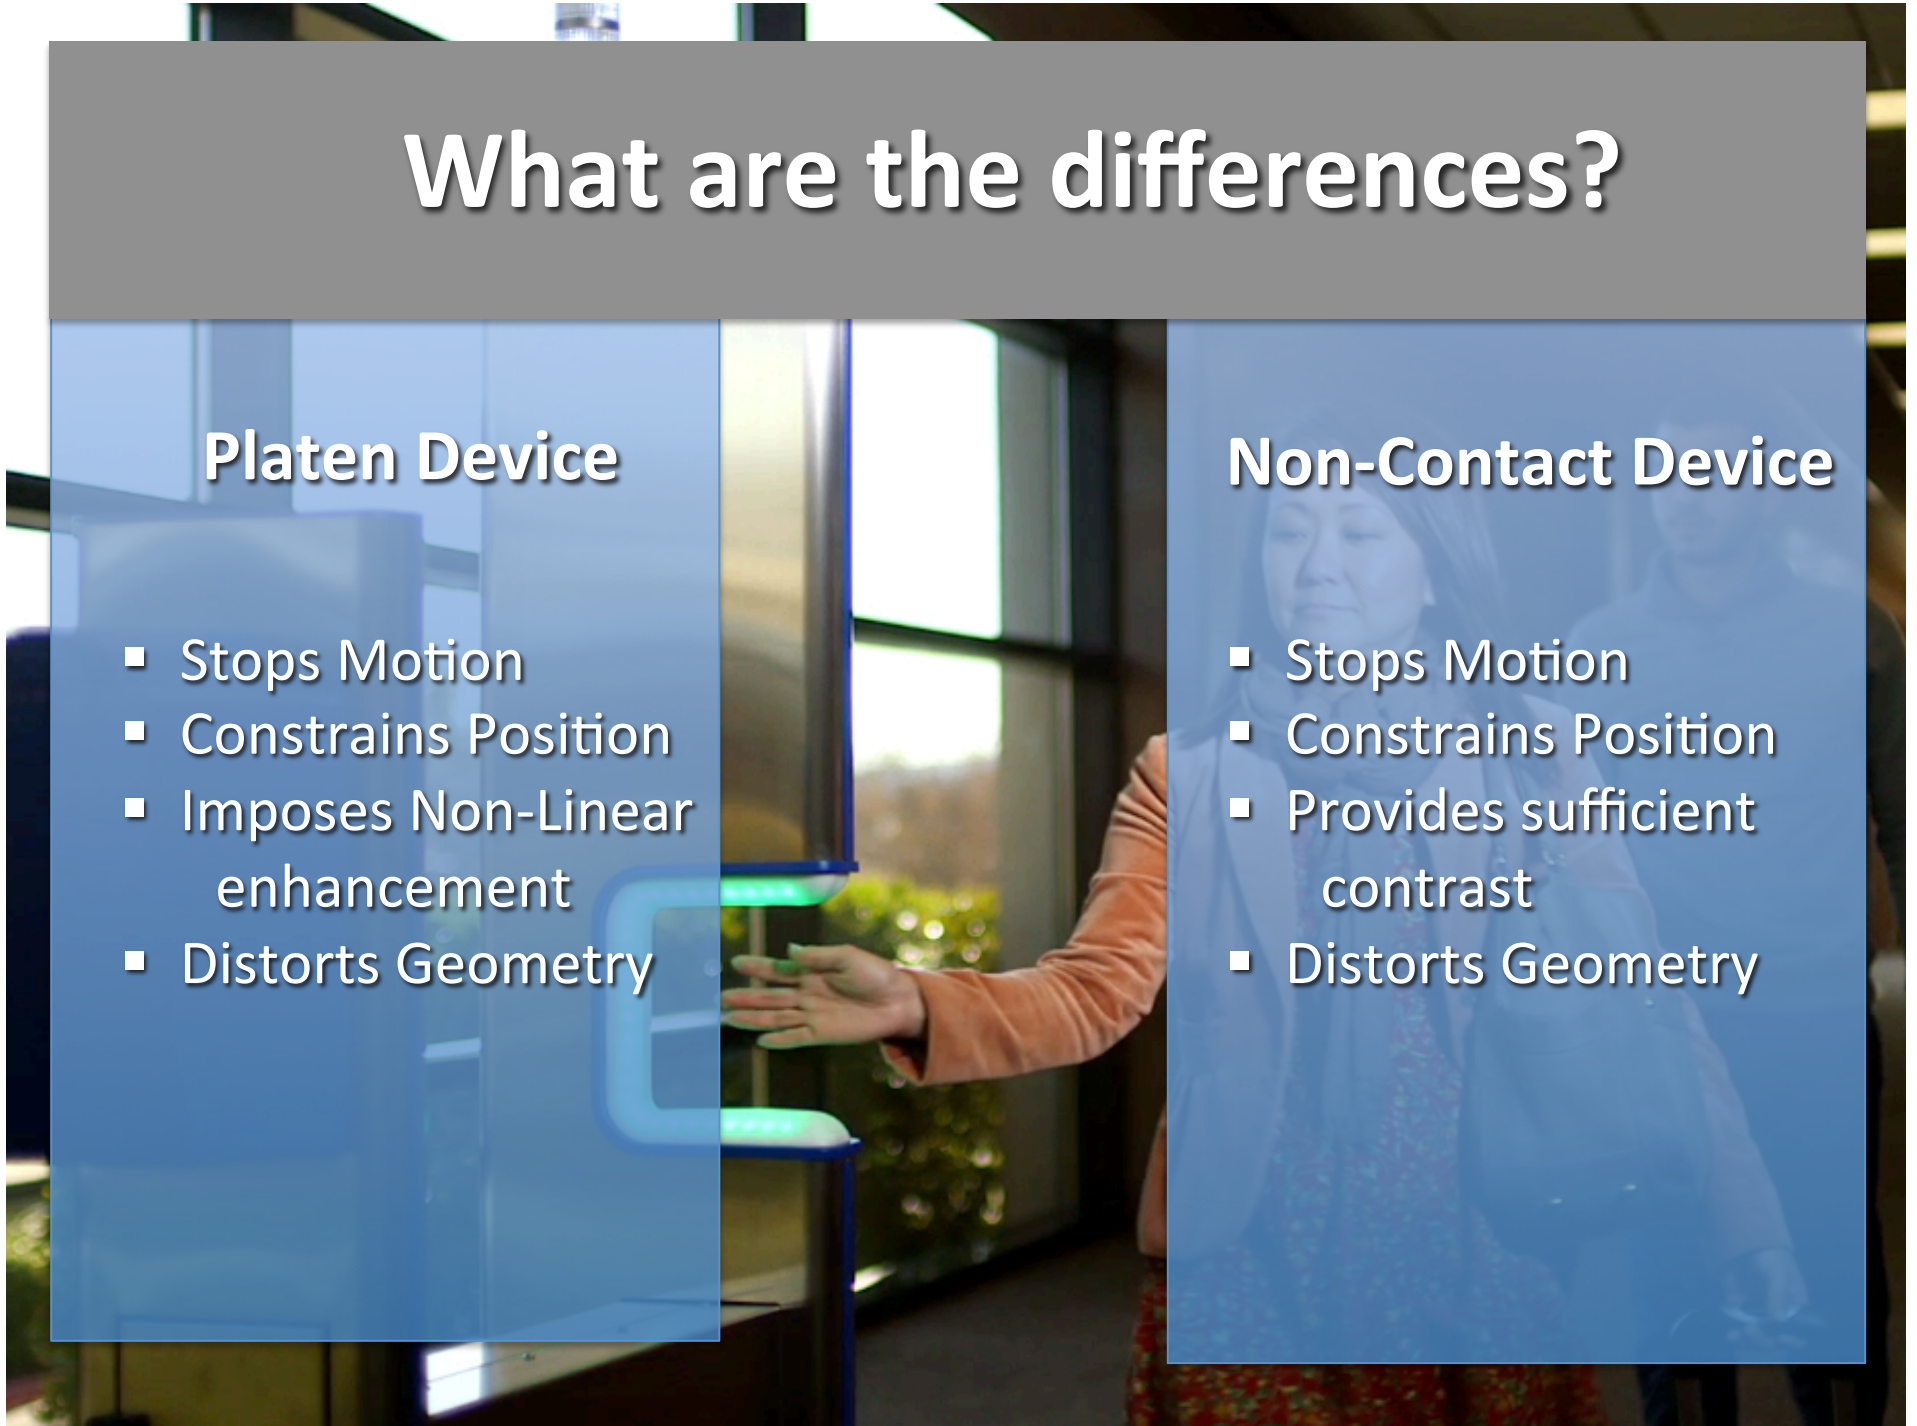 What are the differences?
Platen Device
▪ Stops Motion
▪ Constrains Position
▪ Imposes Non-Linear
enhancement
▪ Distorts Geometry
Non-Contact Device
▪ Stops Motion
▪ Constrains Position
▪ Provides sufficient
contrast
▪ Distorts Geometry